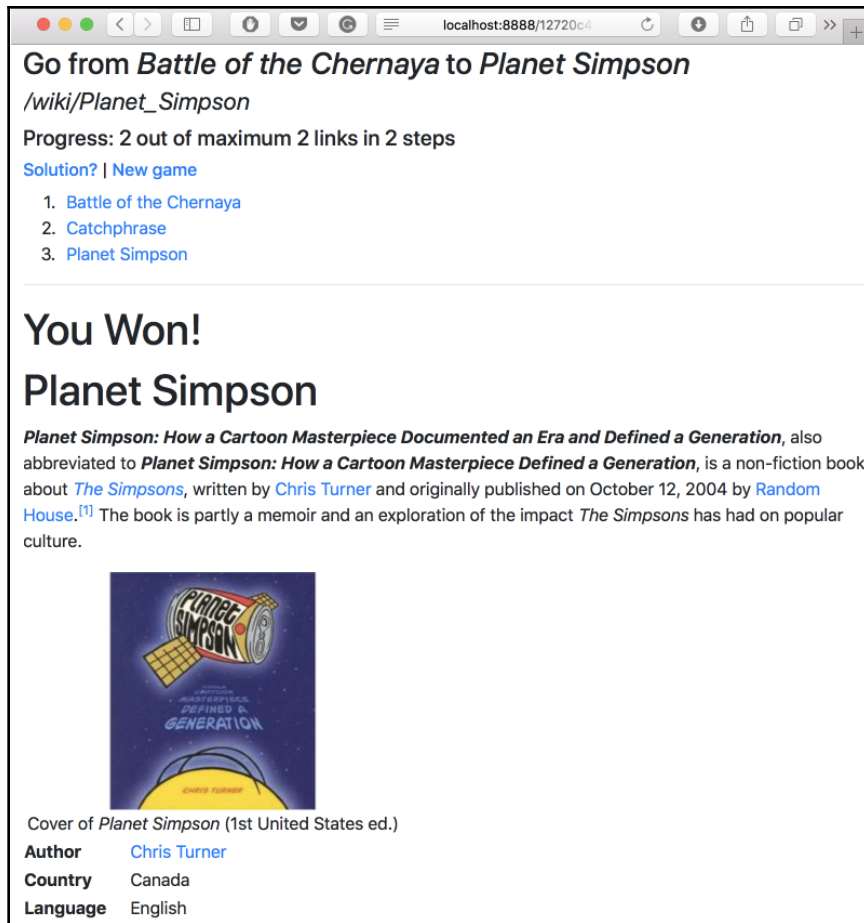 localhost:8888/12720c4
Go from Battle of the Chernaya to Planet Simpson
/wiki/Planet_Simpson
Progress: 2 out of maximum 2 links in 2 steps
Solution? | New game
1. Battle of the Chernaya
2. Catchphrase
3. Planet Simpson
You Won!
Planet Simpson
Planet Simpson: How a Cartoon Masterpiece Documented an Era and Defined a Generation, also
abbreviated to Planet Simpson: How a Cartoon Masterpiece Defined a Generation, is a non-fiction book
about The Simpsons, written by Chris Turner and originally published on October 12, 2004 by Random
House.[1] The book is partly a memoir and an exploration of the impact The Simpsons has had on popular
culture.
PLANET
SIMPSON
CARTOON
MASTERPIECE
DEFINED A
GENERATION
CHRIS TURNER
Cover of Planet Simpson (1st United States ed.)
Author Chris Turner
Country Canada
Language English